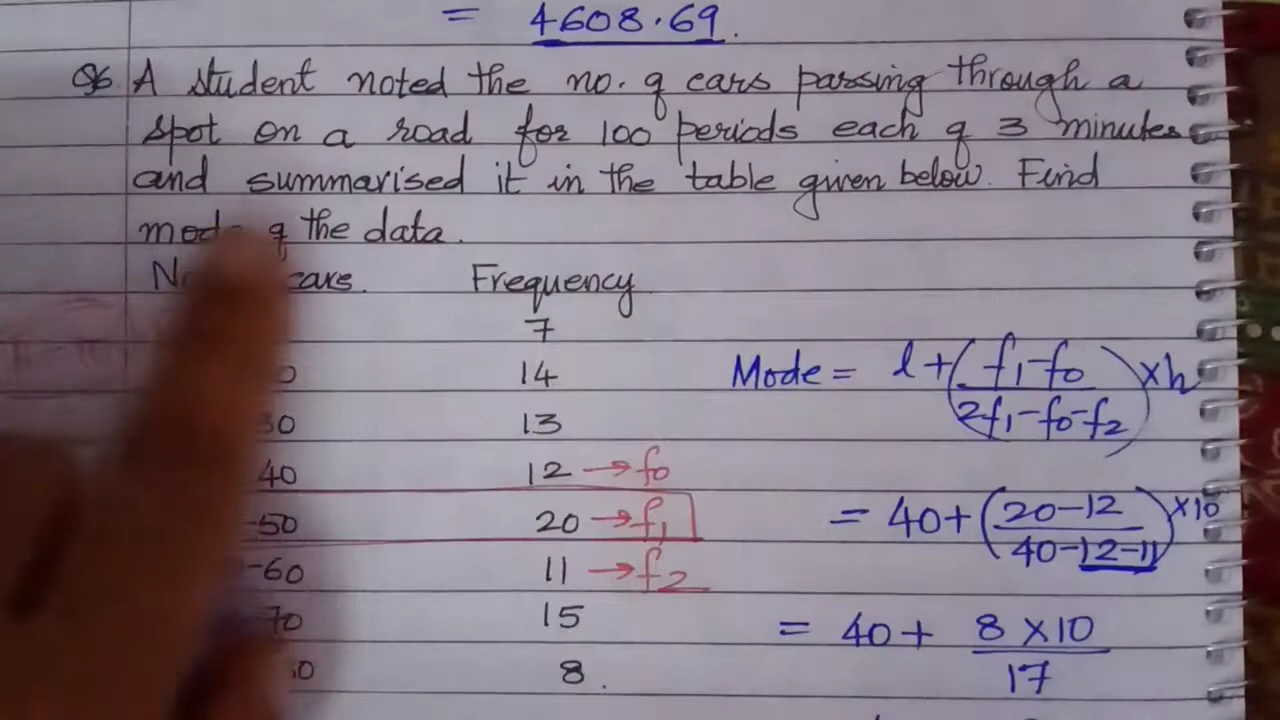 = 4608.69.
Q6 A student noted the no. of cars passing through a
spot on a road for 100 periods each of 3 minutes
and summarised it in the table given below. Find
of the data.
cars. Frequency
7
0 14
30 13
40 12 → f0
-50 20 → f1
-60 11 → f2
70 15
0 8.
Mode = l + ( f1-f0 / 2f1-f0-f2 ) × h
= 40 + ( 20-12 / 40-12-11 ) × 10
= 40 + 8 × 10 / 17